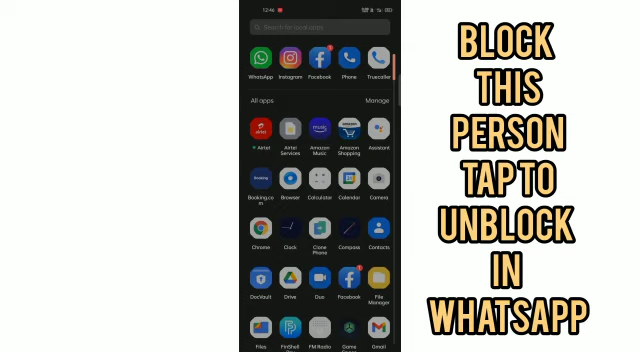 12:46
Search for local apps
WhatsApp Instagram Facebook Phone Truecaller
All apps Manage
Airtel Airtel Services Amazon Music Amazon Shopping Assistant
Booking.com Browser Calculator Calendar Camera
Chrome Clock Clone Phone Compass Contacts
DocVault Drive Duo Facebook File Manager
Files FinShell FM Radio Game Gmail
BLOCK
THIS
PERSON
TAP TO
UNBLOCK
IN
WHATSAPP